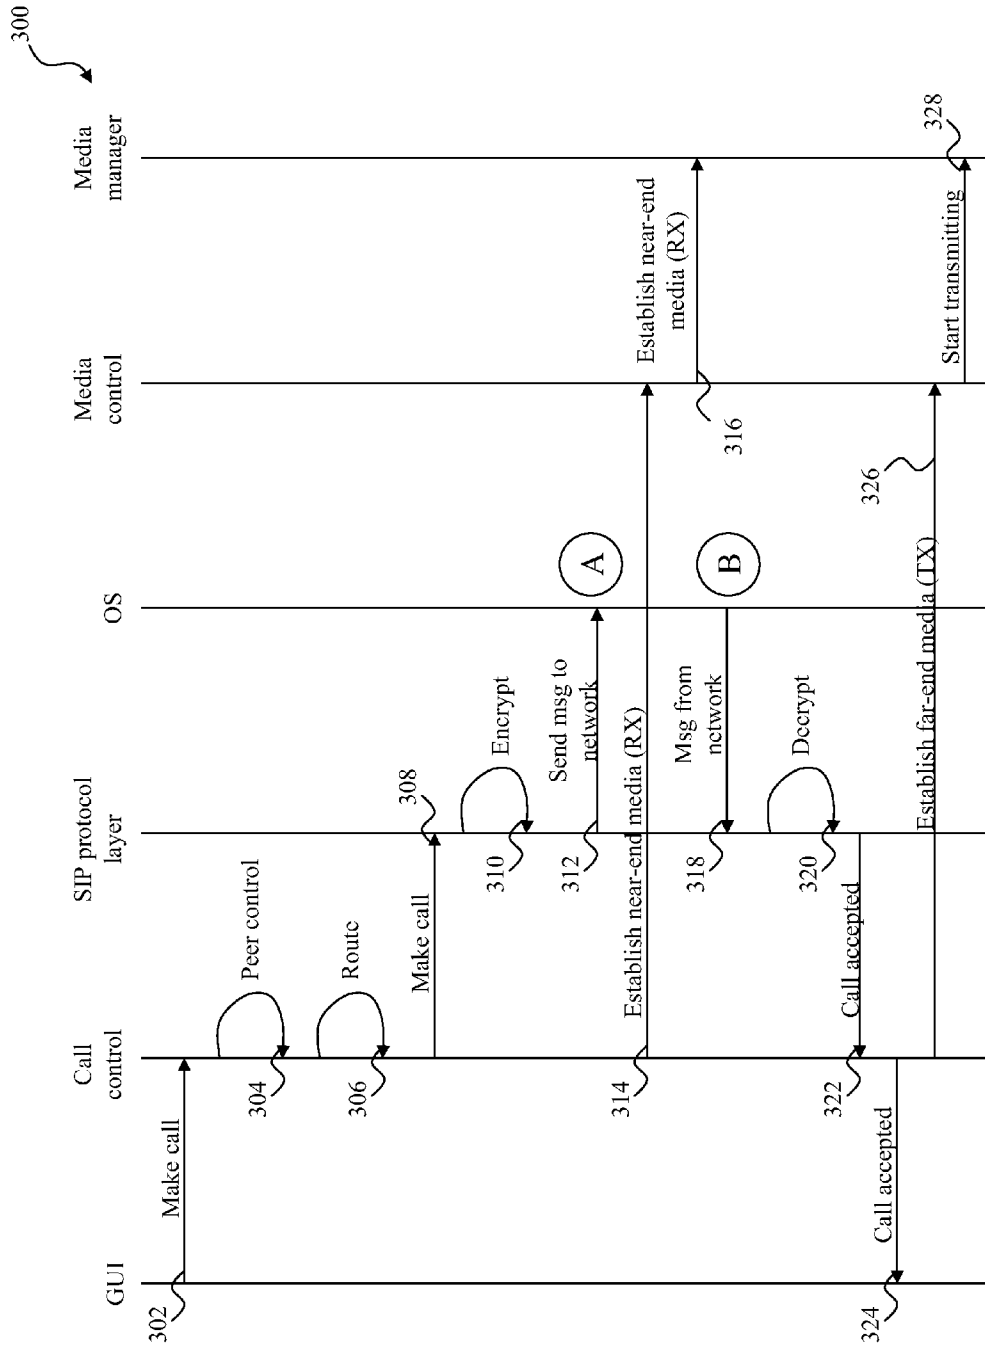 300
GUI
Call
control
SIP protocol
layer
OS
Media
control
Media
manager
302
Make call
304
Peer control
306
Route
Make call
308
310
Encrypt
312
Send msg to
network
A
314
Establish near-end media (RX)
316
Establish near-end
media (RX)
318
Msg from
network
B
320
Decrypt
322
Call accepted
324
Call accepted
326
Establish far-end media (TX)
Start transmitting
328